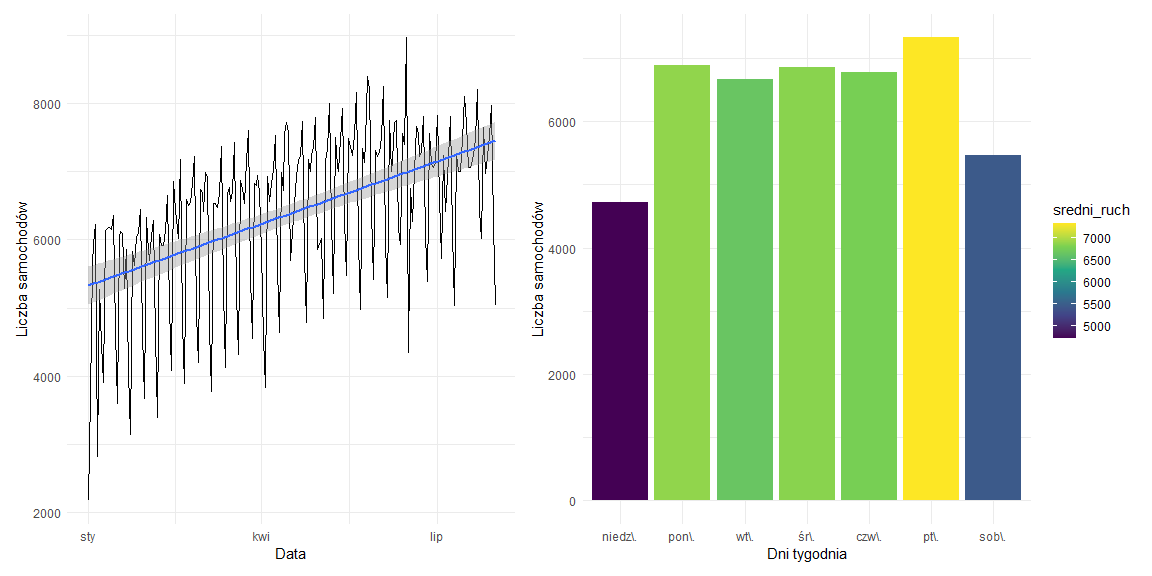 Liczba samochodów
8000
6000
4000
2000
sty
kwi
lip
Data
Liczba samochodów
6000
4000
2000
0
niedz\.
pon\.
wt\.
śr\.
czw\.
pt\.
sob\.
Dni tygodnia
sredni_ruch
7000
6500
6000
5500
5000